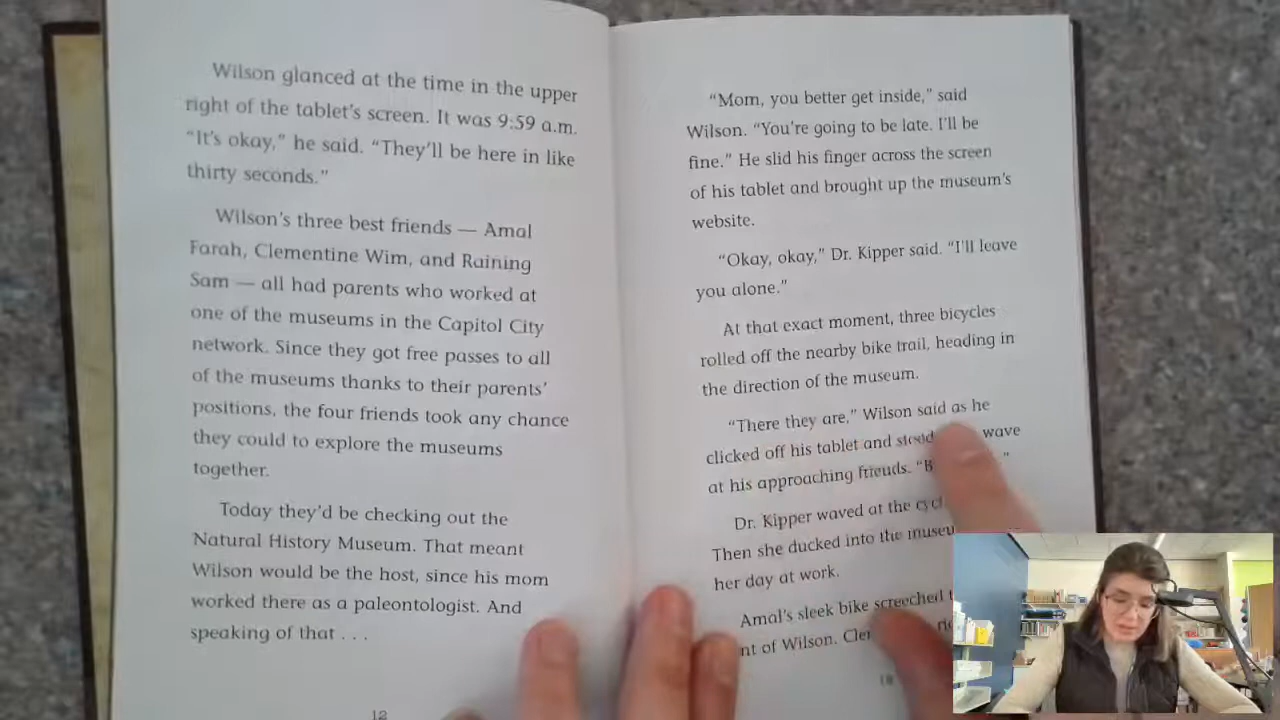 Wilson glanced at the time in the upper
right of the tablet's screen. It was 9:59 a.m.
"It's okay," he said. "They'll be here in like
thirty seconds."
Wilson's three best friends — Amal
Farah, Clementine Wim, and Raining
Sam — all had parents who worked at
one of the museums in the Capitol City
network. Since they got free passes to all
of the museums thanks to their parents'
positions, the four friends took any chance
they could to explore the museums
together.
Today they'd be checking out the
Natural History Museum. That meant
Wilson would be the host, since his mom
worked there as a paleontologist. And
speaking of that . . .
12
"Mom, you better get inside," said
Wilson. "You're going to be late. I'll be
fine." He slid his finger across the screen
of his tablet and brought up the museum's
website.
"Okay, okay," Dr. Kipper said. "I'll leave
you alone."
At that exact moment, three bicycles
rolled off the nearby bike trail, heading in
the direction of the museum.
"There they are," Wilson said as he
clicked off his tablet and wave
at his approaching friends.
Dr. Kipper waved at the
Then she ducked into the
her day at work.
Amal's sleek bike screeched
of Wilson.